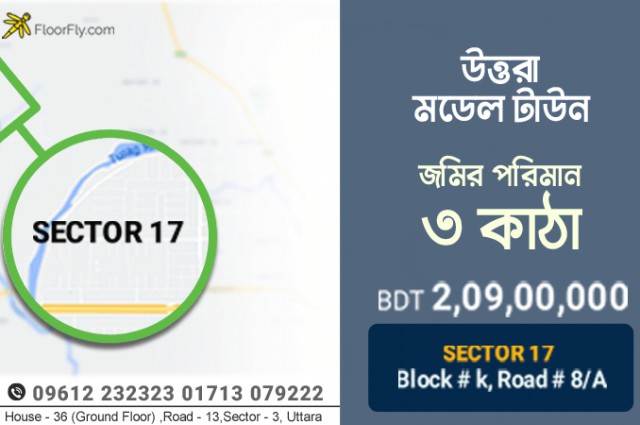 FloorFly.com
Turag
SECTOR 17
09612 232323 01713 079222
House - 36 (Ground Floor) ,Road - 13,Sector - 3, Uttara
উত্তরা
মডেল টাউন
জমির পরিমান
৩ কাঠা
BDT 2,09,00,000
SECTOR 17
Block # k, Road # 8/A